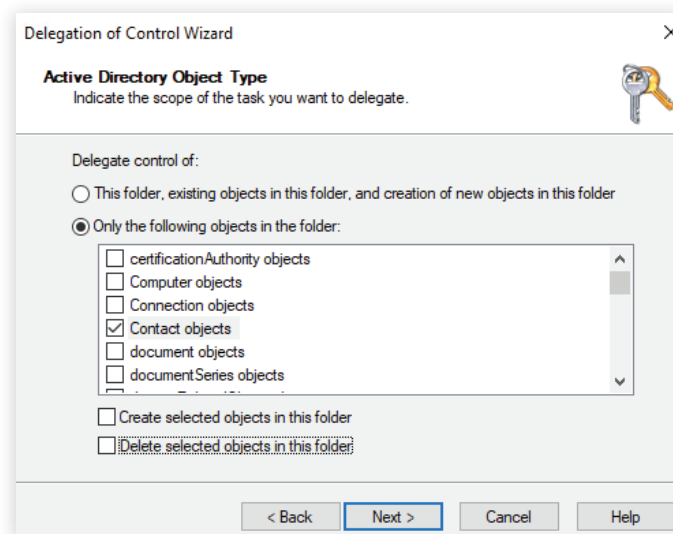 Delegation of Control Wizard
Active Directory Object Type
Indicate the scope of the task you want to delegate.
Delegate control of:
This folder, existing objects in this folder, and creation of new objects in this folder
Only the following objects in the folder:
certificationAuthority objects
Computer objects
Connection objects
Contact objects
document objects
documentSeries objects
Create selected objects in this folder
Delete selected objects in this folder
< Back Next > Cancel Help